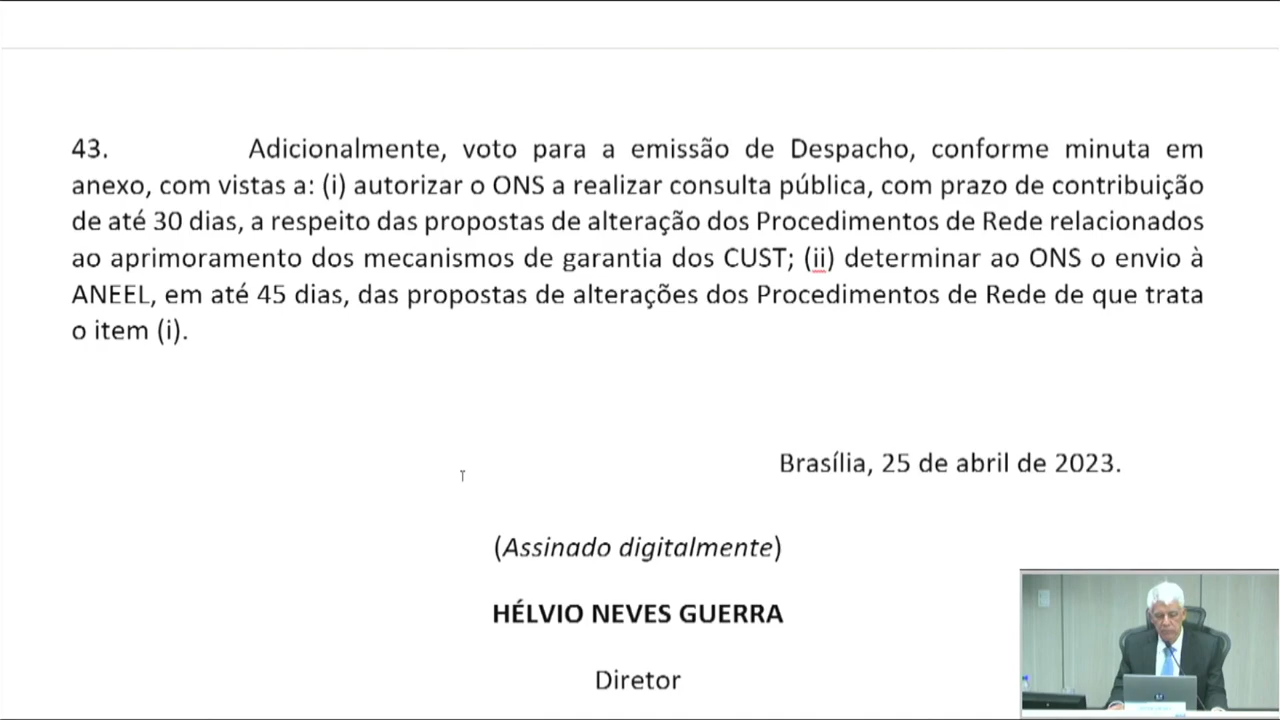 43. Adicionalmente, voto para a emissão de Despacho, conforme minuta em
anexo, com vistas a: (i) autorizar o ONS a realizar consulta pública, com prazo de contribuição
de até 30 dias, a respeito das propostas de alteração dos Procedimentos de Rede relacionados
ao aprimoramento dos mecanismos de garantia dos CUST; (ii) determinar ao ONS o envio à
ANEEL, em até 45 dias, das propostas de alterações dos Procedimentos de Rede de que trata
o item (i).
Brasília, 25 de abril de 2023.
(Assinado digitalmente)
HÉLVIO NEVES GUERRA
Diretor